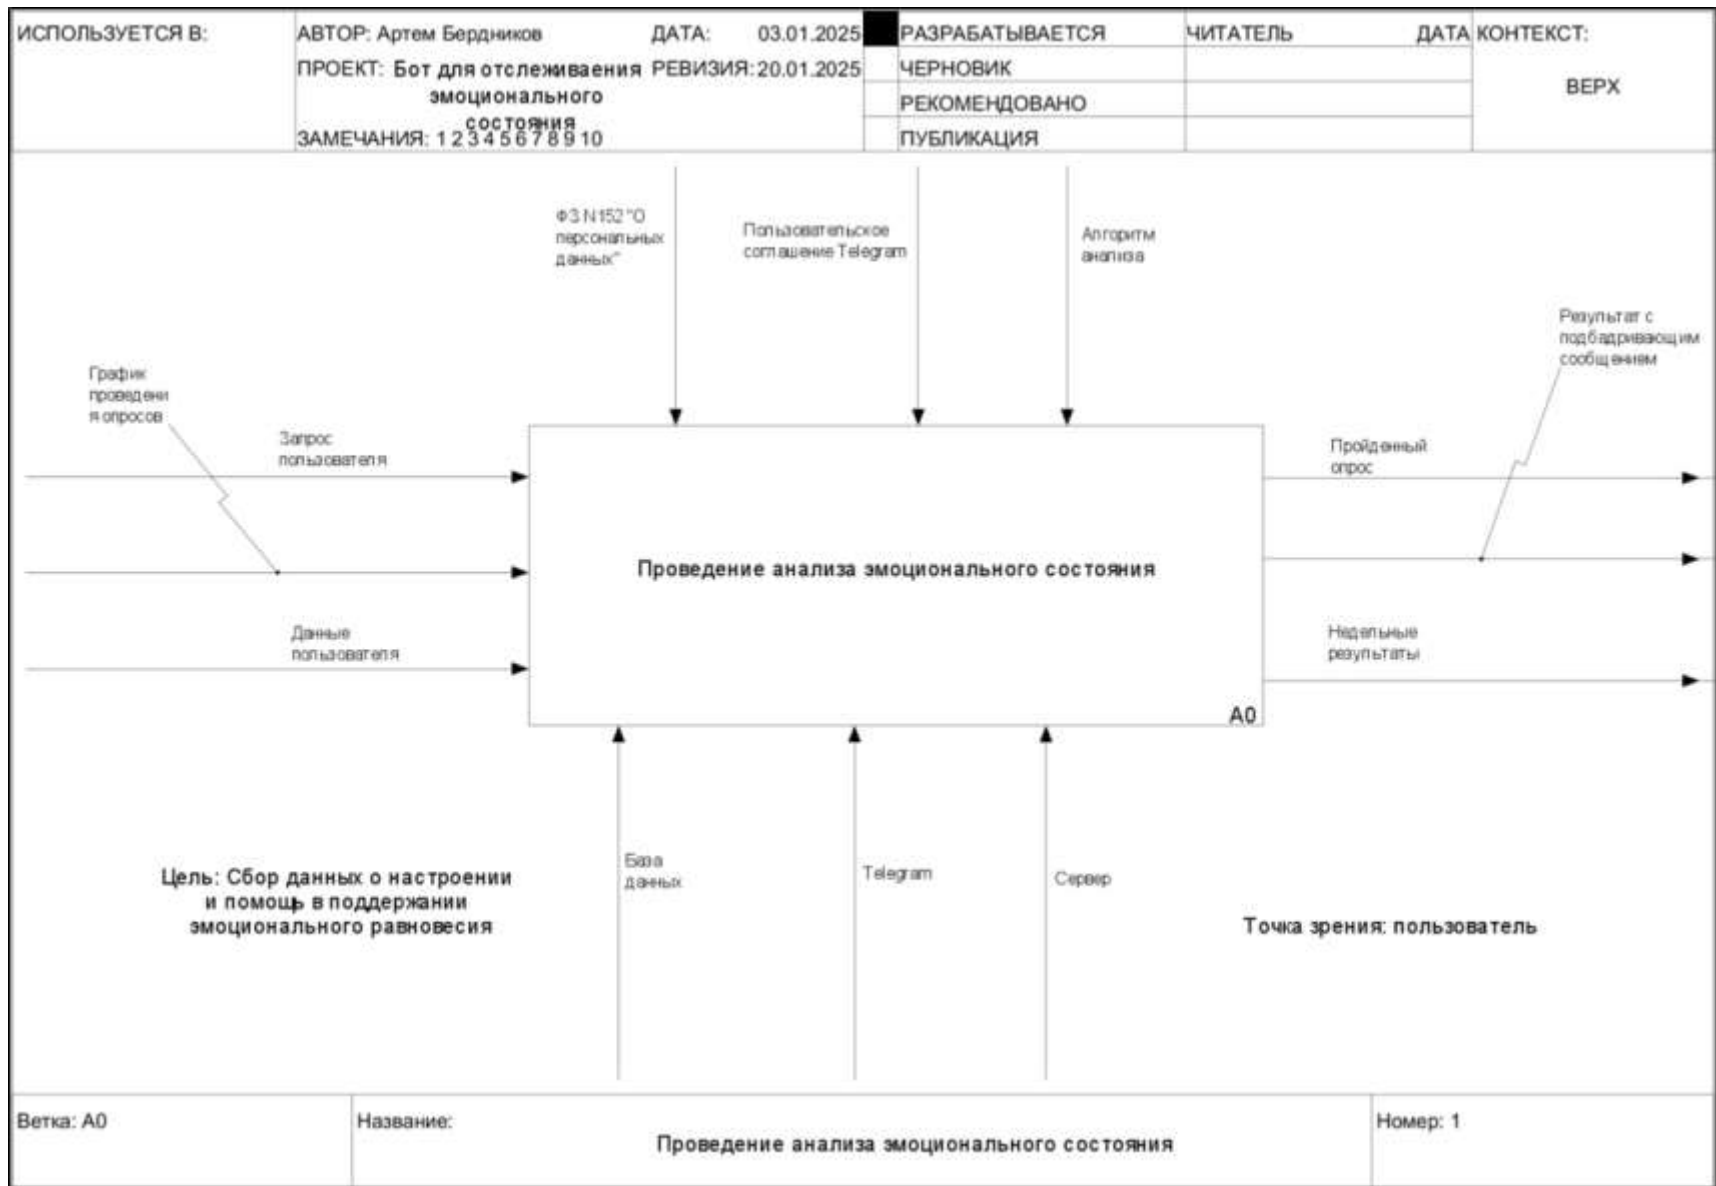 ИСПОЛЬЗУЕТСЯ В:
АВТОР: Артем Бердников
ДАТА: 03.01.2025
ПРОЕКТ: Бот для отслеживаения
эмоционального
состояния
РЕВИЗИЯ: 20.01.2025
ЗАМЕЧАНИЯ: 1 2 3 4 5 6 7 8 9 10
РАЗРАБАТЫВАЕТСЯ
ЧЕРНОВИК
РЕКОМЕНДОВАНО
ПУБЛИКАЦИЯ
ЧИТАТЕЛЬ
ДАТА
КОНТЕКСТ:
ВЕРХ
ФЗ N152 "О
персональных
данных"
Пользовательское
соглашение Telegram
Алгоритм
анализа
Результат с
подбадривающим
сообщением
График
проведени
я опросов
Запрос
пользователя
Пройденный
опрос
Проведение анализа эмоционального состояния
Данные
пользователя
Недельные
результаты
A0
База
данных
Telegram
Сервер
Цель: Сбор данных о настроении
и помощь в поддержании
эмоционального равновесия
Точка зрения: пользователь
Ветка: A0
Название:
Проведение анализа эмоционального состояния
Номер: 1